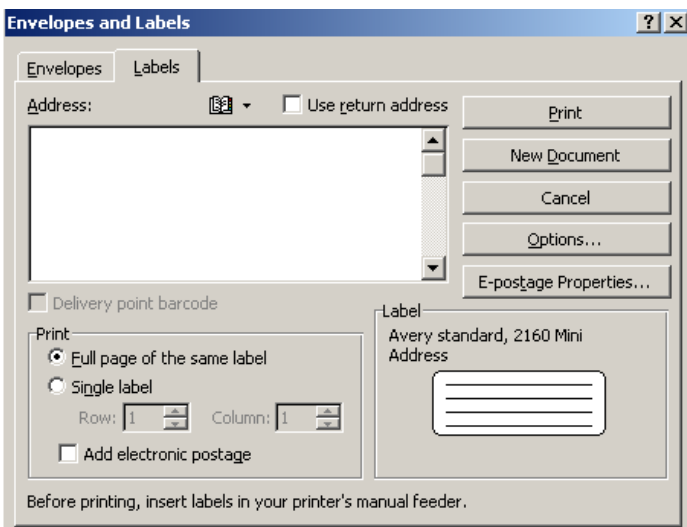 Envelopes and Labels
Envelopes
Labels
Address:
Use return address
Print
New Document
Cancel
Options...
E-postage Properties...
Delivery point barcode
Print
Full page of the same label
Single label
Row: 1
Column: 1
Add electronic postage
Label
Avery standard, 2160 Mini
Address
Before printing, insert labels in your printer's manual feeder.